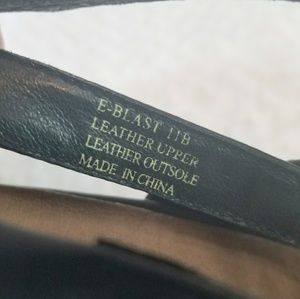 E-BLAST 11B
LEATHER UPPER
LEATHER OUTSOLE
MADE IN CHINA